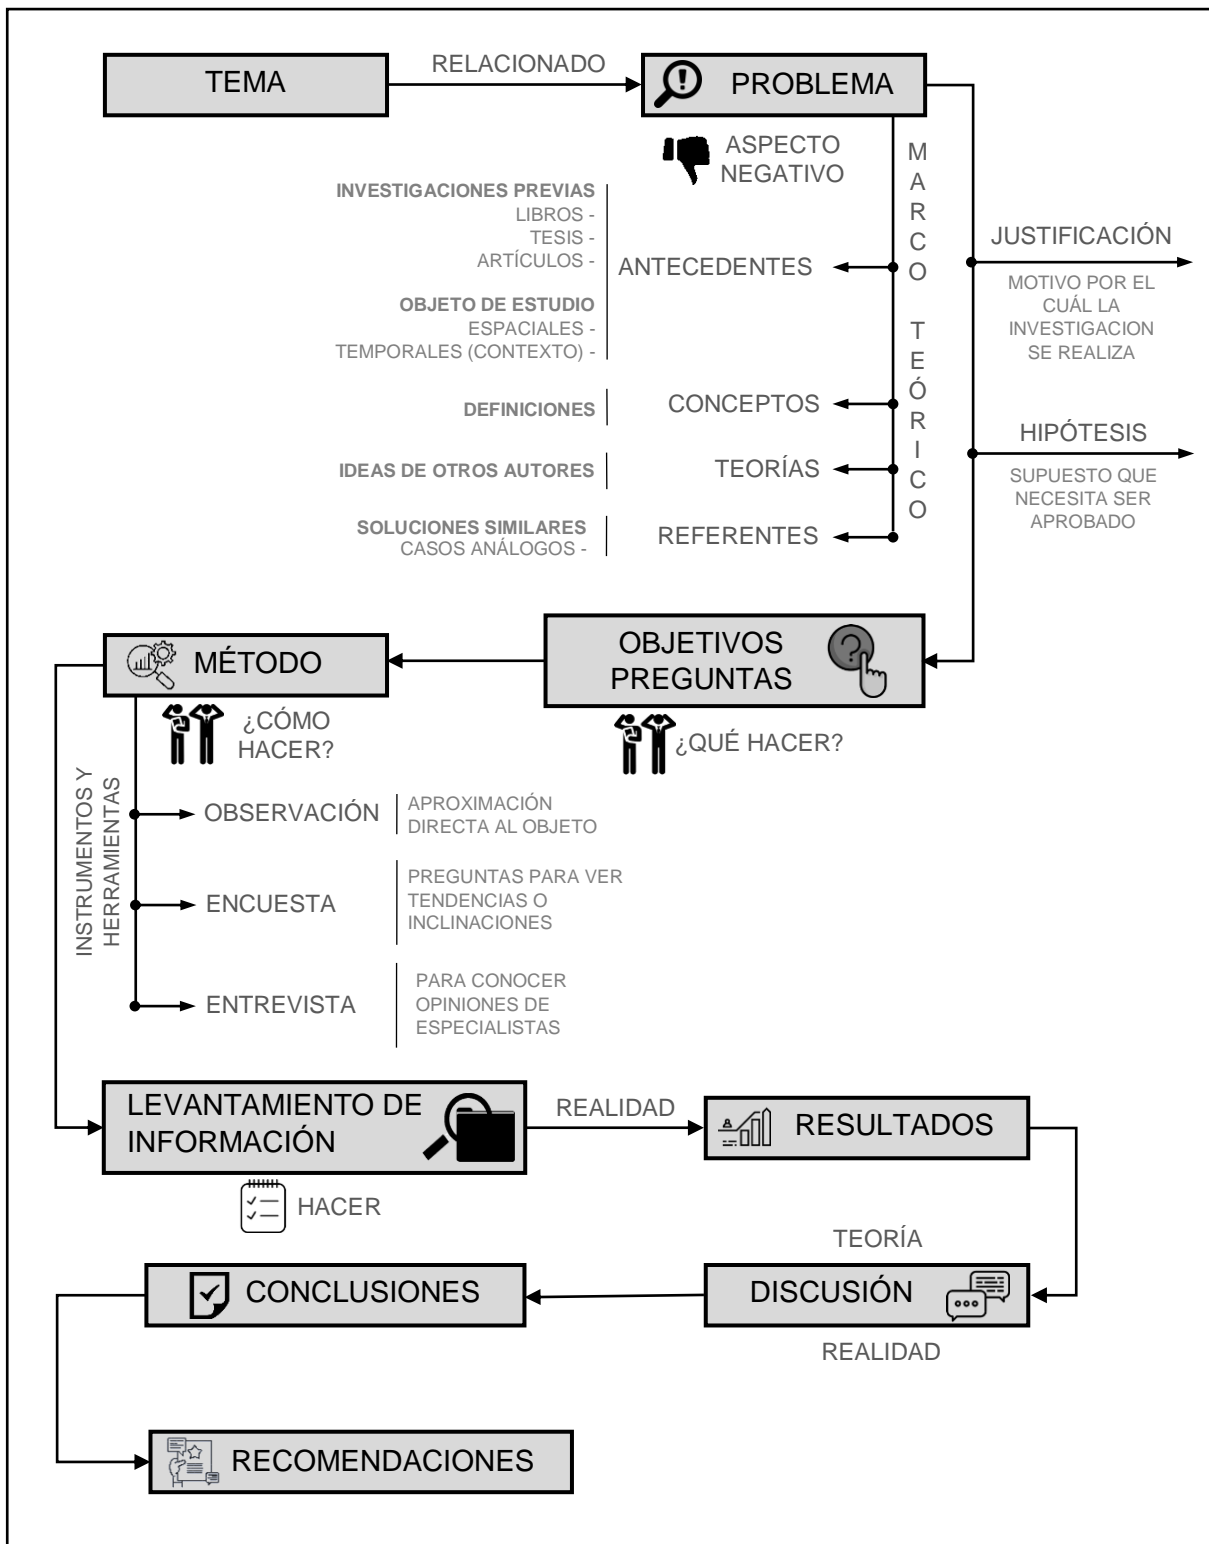 TEMA
RELACIONADO
PROBLEMA
ASPECTO
NEGATIVO
MARCO TEÓRICO
INVESTIGACIONES PREVIAS
LIBROS -
TESIS -
ARTÍCULOS -
ANTECEDENTES
OBJETO DE ESTUDIO
ESPACIALES -
TEMPORALES (CONTEXTO) -
DEFINICIONES
CONCEPTOS
IDEAS DE OTROS AUTORES
TEORÍAS
SOLUCIONES SIMILARES
CASOS ANÁLOGOS -
REFERENTES
JUSTIFICACIÓN
MOTIVO POR EL
CUÁL LA
INVESTIGACION
SE REALIZA
HIPÓTESIS
SUPUESTO QUE
NECESITA SER
APROBADO
OBJETIVOS
PREGUNTAS
?
¿QUÉ HACER?
MÉTODO
¿CÓMO
HACER?
INSTRUMENTOS Y
HERRAMIENTAS
OBSERVACIÓN
APROXIMACIÓN
DIRECTA AL OBJETO
ENCUESTA
PREGUNTAS PARA VER
TENDENCIAS O
INCLINACIONES
ENTREVISTA
PARA CONOCER
OPINIONES DE
ESPECIALISTAS
LEVANTAMIENTO DE
INFORMACIÓN
HACER
REALIDAD
RESULTADOS
TEORÍA
DISCUSIÓN
REALIDAD
CONCLUSIONES
RECOMENDACIONES